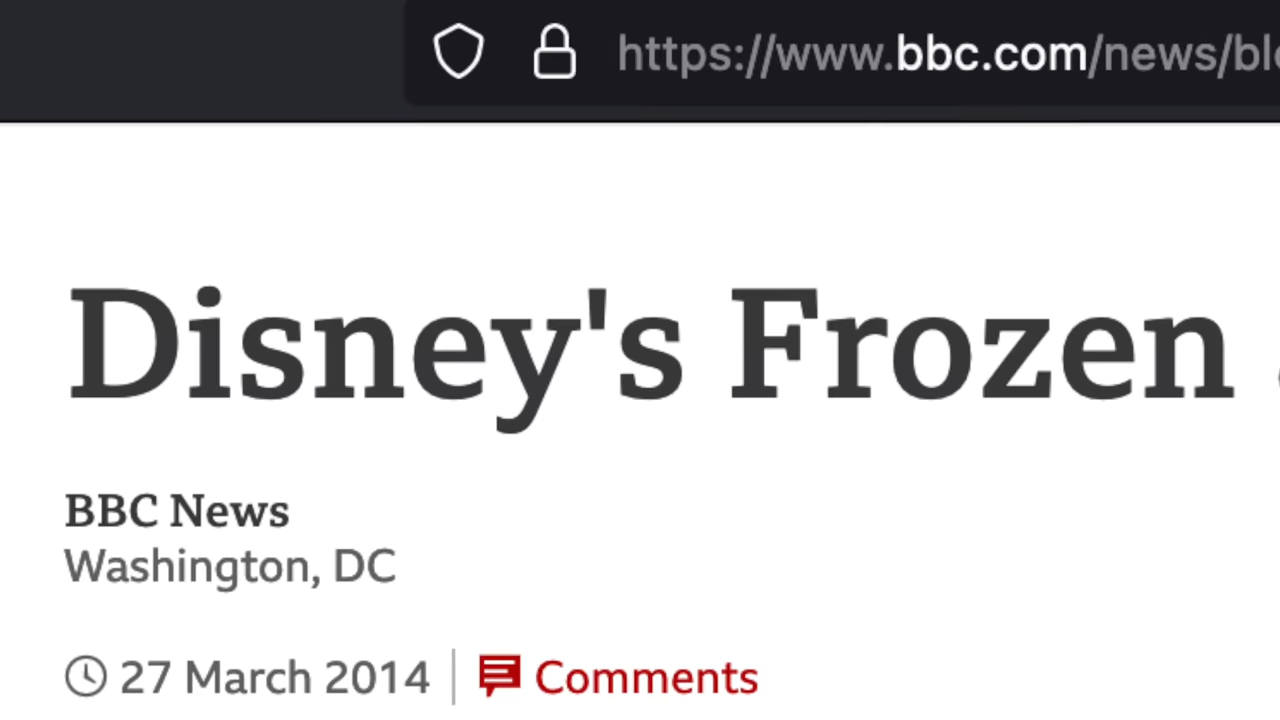 https://www.bbc.com/news/bl
Disney's Frozen
BBC News
Washington, DC
27 March 2014 | Comments